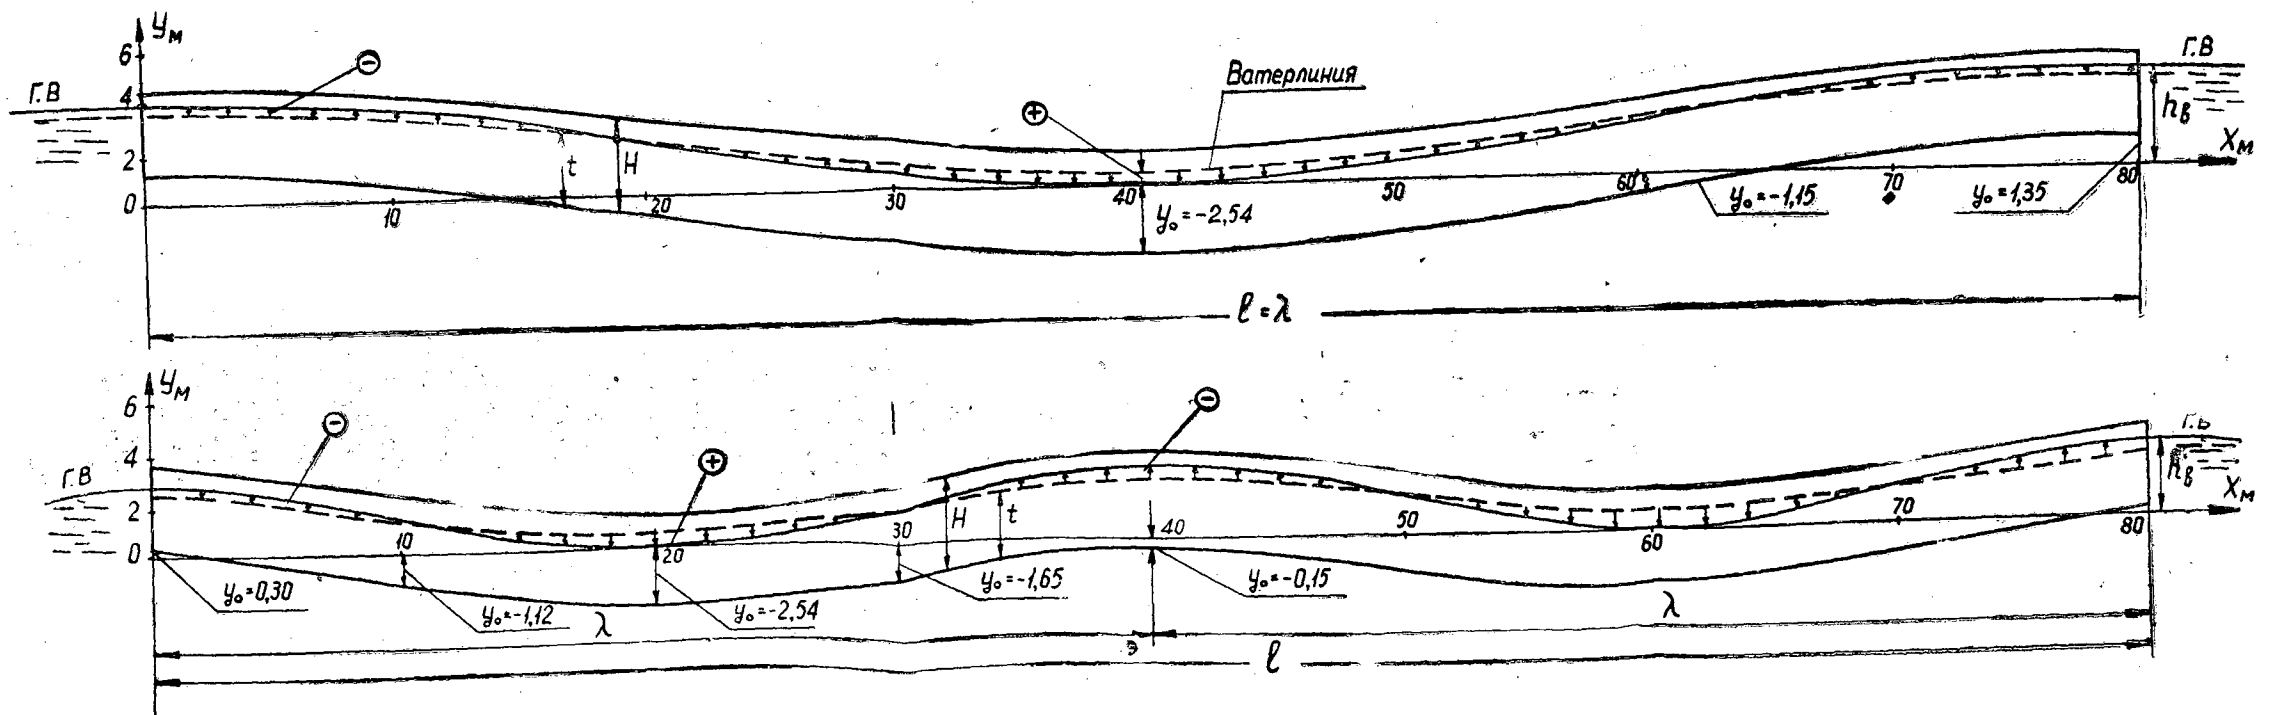 Yм
6
Г.В
4
2
0
t
H
10
20
30
40
50
60
70
80
Ватерлиния
Г.В
hв
Xм
y₀=-2,54
y₀=-1,15
y₀=1,35
ℓ=λ
Yм
6
4
Г.В
2
0
10
20
30
H
t
40
50
60
70
80
Г.В
hв
Xм
y₀=0,30
y₀=-1,12
y₀=-2,54
y₀=-1,65
y₀=-0,15
λ
λ
ℓ